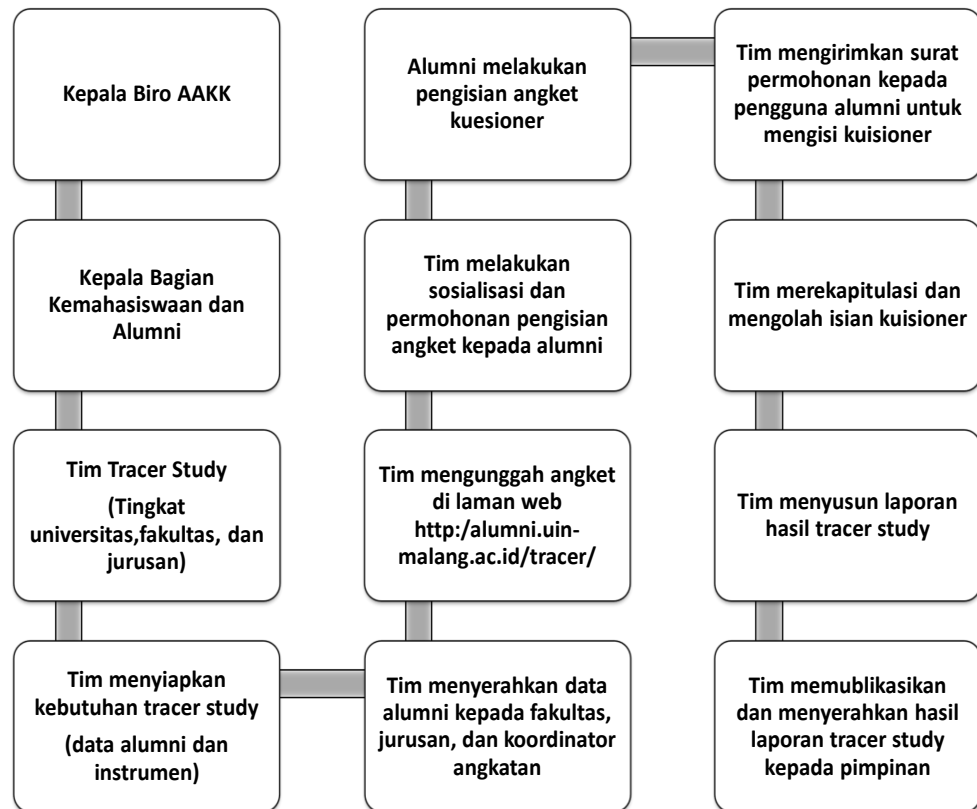 Kepala Biro AAKK
Kepala Bagian
Kemahasiswaan dan
Alumni
Tim Tracer Study
(Tingkat
universitas,fakultas, dan
jurusan)
Tim menyiapkan
kebutuhan tracer study
(data alumni dan
instrumen)
Tim menyerahkan data
alumni kepada fakultas,
jurusan, dan koordinator
angkatan
Tim mengunggah angket
di laman web
http:/alumni.uin-
malang.ac.id/tracer/
Tim melakukan
sosialisasi dan
permohonan pengisian
angket kepada alumni
Alumni melakukan
pengisian angket
kuesioner
Tim mengirimkan surat
permohonan kepada
pengguna alumni untuk
mengisi kuisioner
Tim merekapitulasi dan
mengolah isian kuisioner
Tim menyusun laporan
hasil tracer study
Tim memublikasikan
dan menyerahkan hasil
laporan tracer study
kepada pimpinan